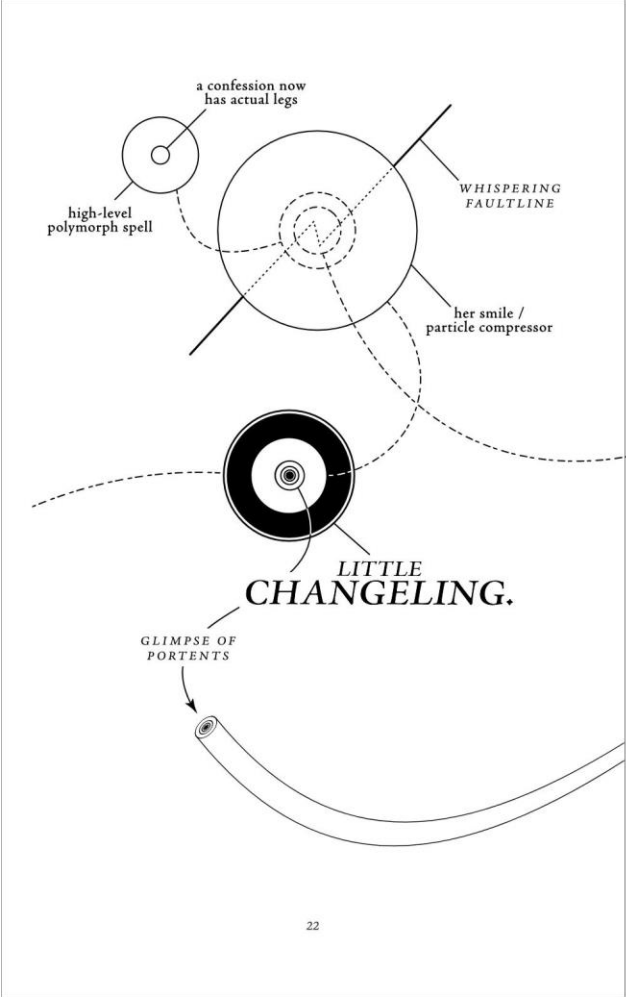 a confession now
has actual legs
high-level
polymorph spell
WHISPERING
FAULTLINE
her smile /
particle compressor
LITTLE
CHANGELING.
GLIMPSE OF
PORTENTS
22